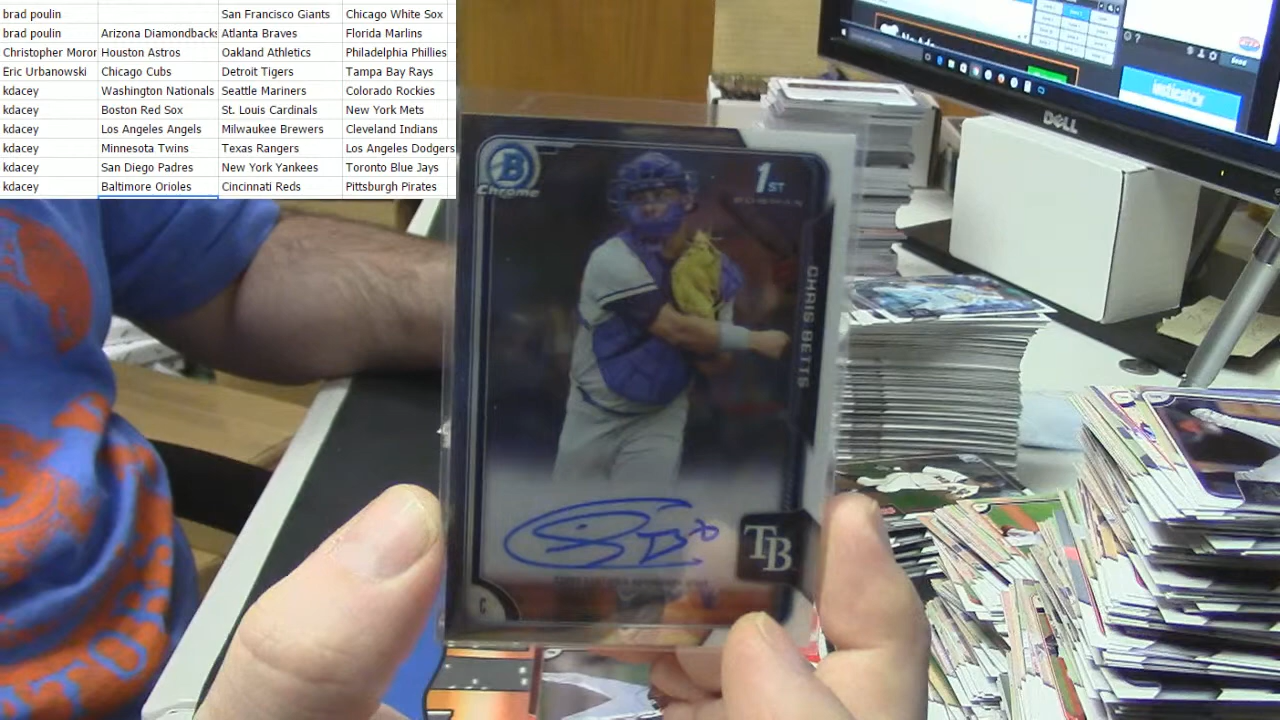 brad poulin San Francisco Giants Chicago White Sox
brad poulin Arizona Diamondbacks Atlanta Braves Florida Marlins
Christopher Moror Houston Astros Oakland Athletics Philadelphia Phillies
Eric Urbanowski Chicago Cubs Detroit Tigers Tampa Bay Rays
kdacey Washington Nationals Seattle Mariners Colorado Rockies
kdacey Boston Red Sox St. Louis Cardinals New York Mets
kdacey Los Angeles Angels Milwaukee Brewers Cleveland Indians
kdacey Minnesota Twins Texas Rangers Los Angeles Dodgers
kdacey San Diego Padres New York Yankees Toronto Blue Jays
kdacey Baltimore Orioles Cincinnati Reds Pittsburgh Pirates
B
Chrome
1ST
BOWMAN
CHRIS BETTS
TB
C
DELL